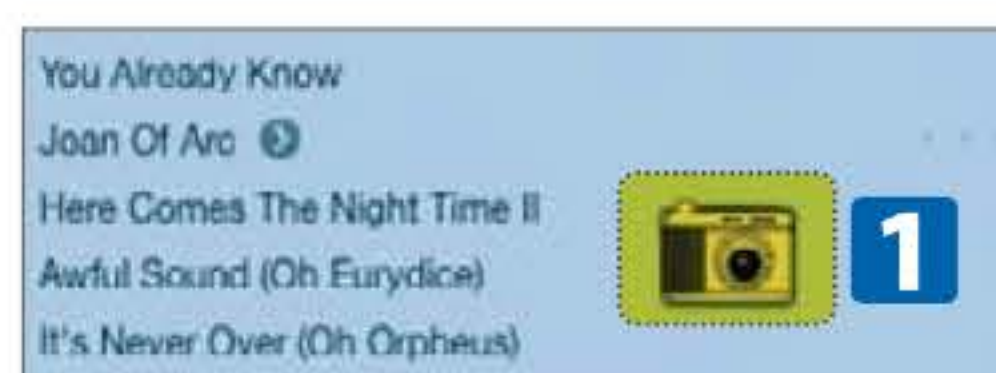 You Already Know
Joan Of Arc
Here Comes The Night Time II
Awful Sound (Oh Eurydice)
It's Never Over (Oh Orpheus)
1